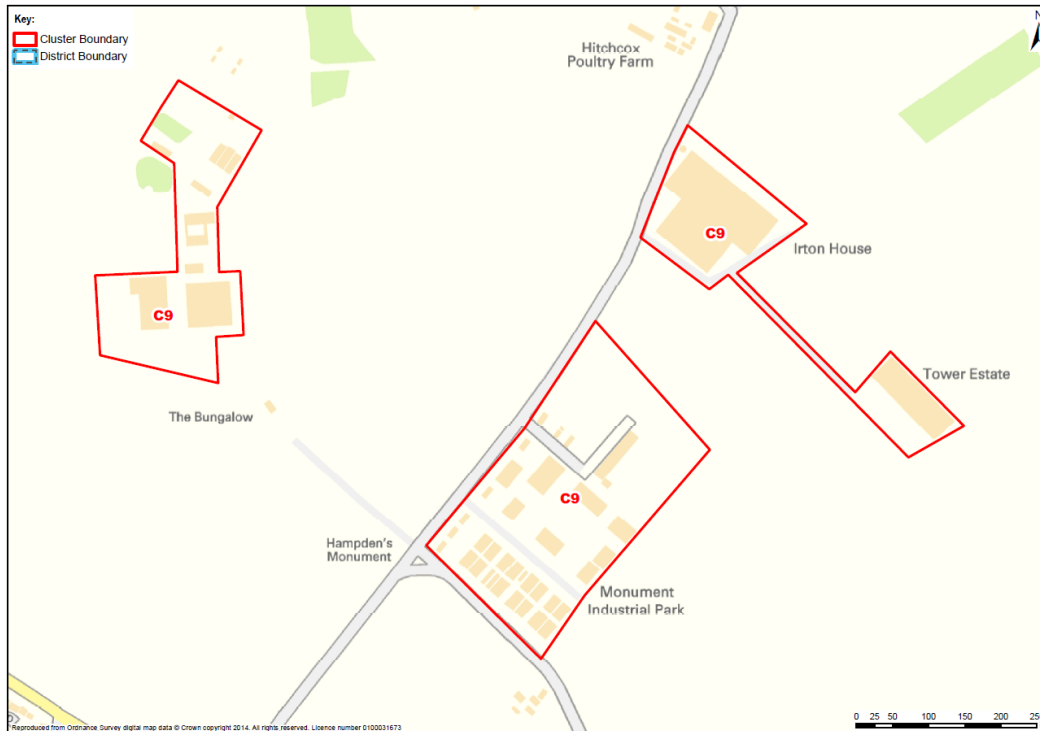 Key:
Cluster Boundary
District Boundary
N
Hitchcox
Poultry Farm
C9
Irton House
C9
Tower Estate
The Bungalow
C9
Hampden's
Monument
Monument
Industrial Park
Reproduced from Ordnance Survey digital map data © Crown copyright 2014. All rights reserved. Licence number 0100031673
0 25 50 100 150 200 250